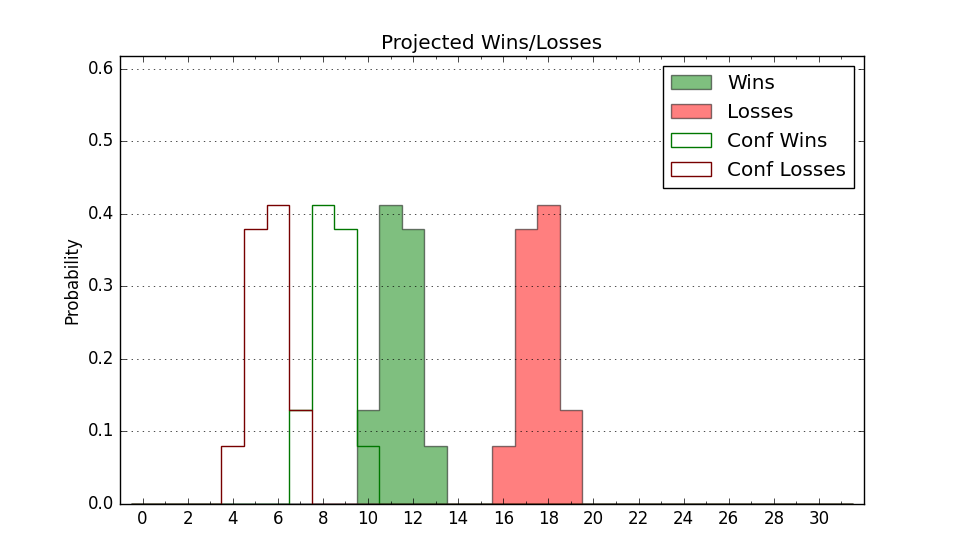 Projected Wins/Losses
Wins
Losses
Conf Wins
Conf Losses
Probability
0.6
0.5
0.4
0.3
0.2
0.1
0.0
0 2 4 6 8 10 12 14 16 18 20 22 24 26 28 30